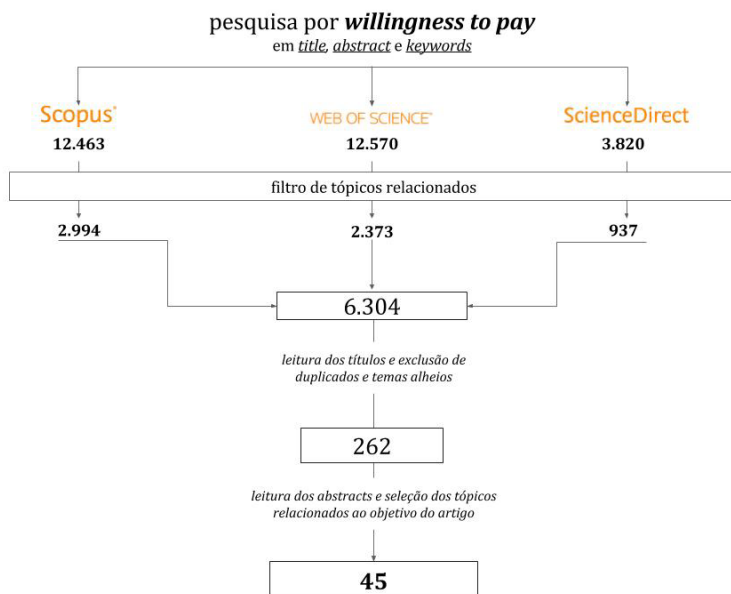 pesquisa por willingness to pay
em title, abstract e keywords
Scopus®
WEB OF SCIENCE™
ScienceDirect
12.463
12.570
3.820
filtro de tópicos relacionados
2.994
2.373
937
6.304
leitura dos títulos e exclusão de
duplicados e temas alheios
262
leitura dos abstracts e seleção dos tópicos
relacionados ao objetivo do artigo
45